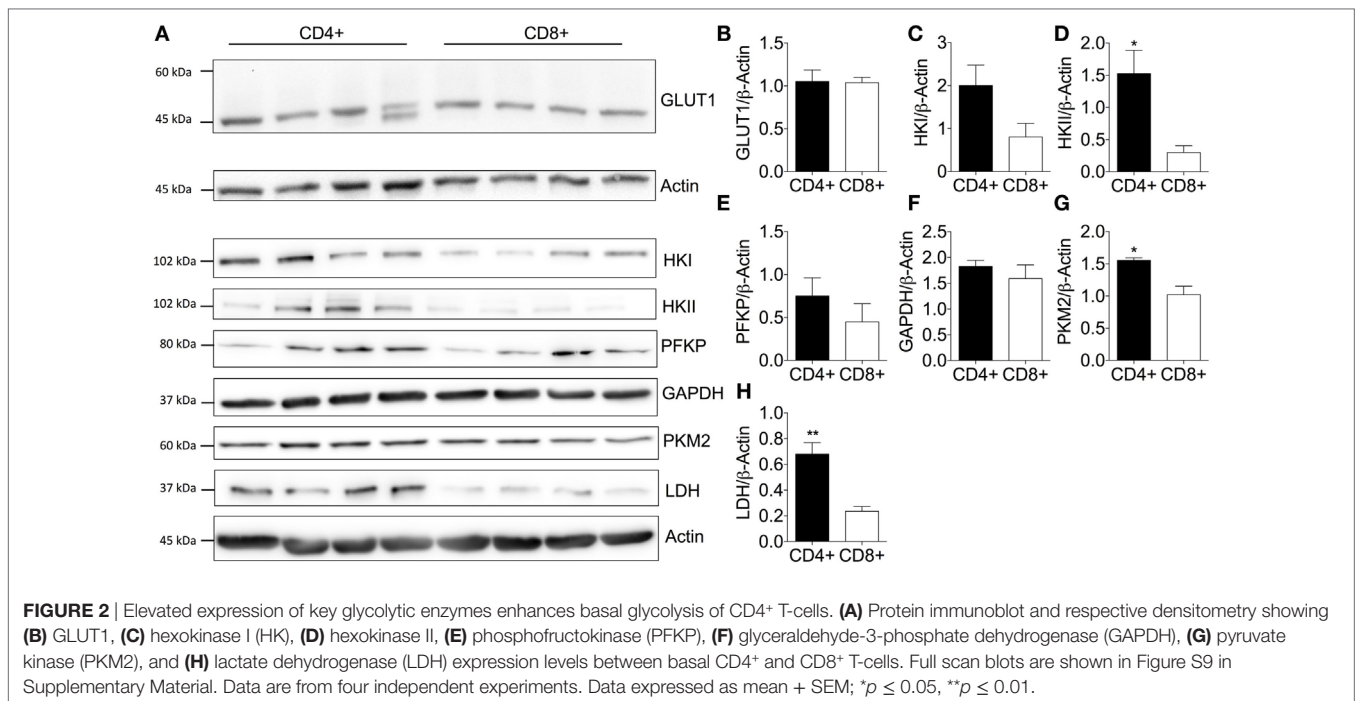 A
CD4+ CD8+
60 kDa
GLUT1
45 kDa
45 kDa Actin
102 kDa HKI
102 kDa HKII
80 kDa PFKP
37 kDa GAPDH
60 kDa PKM2
37 kDa LDH
45 kDa Actin
B
GLUT1/β-Actin
1.5
1.0
0.5
0.0
CD4+ CD8+
C
HKI/β-Actin
3
2
1
0
CD4+ CD8+
D
HKII/β-Actin
2.0
1.5
1.0
0.5
0.0
*
CD4+ CD8+
E
PFKP/β-Actin
1.5
1.0
0.5
0.0
CD4+ CD8+
F
GAPDH/β-Actin
2.5
2.0
1.5
1.0
0.5
0.0
CD4+ CD8+
G
PKM2/β-Actin
2.0
1.5
1.0
0.5
0.0
*
CD4+ CD8+
H
LDH/β-Actin
1.0
0.8
0.6
0.4
0.2
0.0
**
CD4+ CD8+
FIGURE 2 | Elevated expression of key glycolytic enzymes enhances basal glycolysis of CD4⁺ T-cells. (A) Protein immunoblot and respective densitometry showing
(B) GLUT1, (C) hexokinase I (HK), (D) hexokinase II, (E) phosphofructokinase (PFKP), (F) glyceraldehyde-3-phosphate dehydrogenase (GAPDH), (G) pyruvate
kinase (PKM2), and (H) lactate dehydrogenase (LDH) expression levels between basal CD4⁺ and CD8⁺ T-cells. Full scan blots are shown in Figure S9 in
Supplementary Material. Data are from four independent experiments. Data expressed as mean + SEM; *p ≤ 0.05, **p ≤ 0.01.